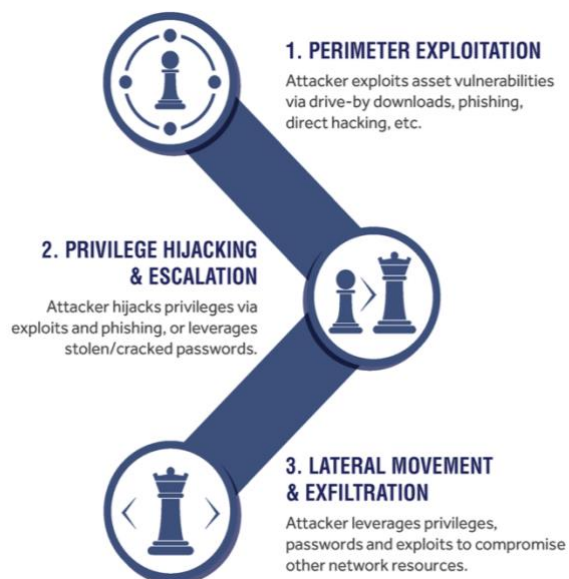 1. PERIMETER EXPLOITATION
Attacker exploits asset vulnerabilities
via drive-by downloads, phishing,
direct hacking, etc.
2. PRIVILEGE HIJACKING
& ESCALATION
Attacker hijacks privileges via
exploits and phishing, or leverages
stolen/cracked passwords.
3. LATERAL MOVEMENT
& EXFILTRATION
Attacker leverages privileges,
passwords and exploits to compromise
other network resources.